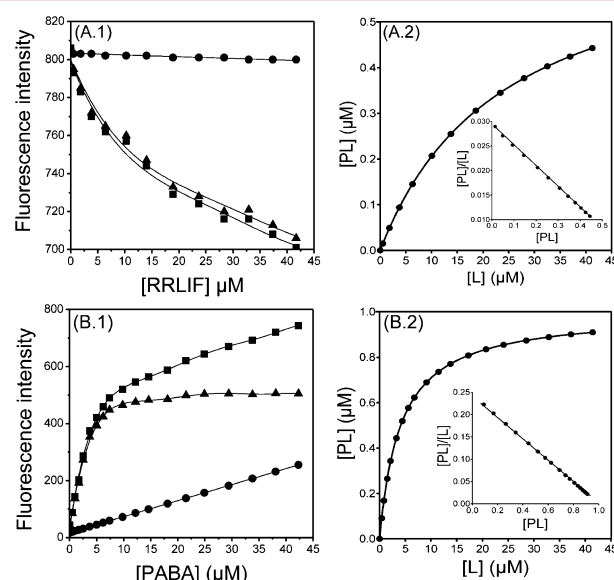 (A.1)
Fluorescence intensity
820
800
780
760
740
720
700
0 5 10 15 20 25 30 35 40 45
[RRLIF] µM
(A.2)
[PL] (µM)
0.5
0.4
0.3
0.2
0.1
0.0
0 5 10 15 20 25 30 35 40 45
[L] (µM)
[PL]/[L]
0.030
0.025
0.020
0.015
0.010
0.0 0.1 0.2 0.3 0.4 0.5
[PL]
(B.1)
Fluorescence intensity
800
600
400
200
0
0 5 10 15 20 25 30 35 40 45
[PABA] (µM)
(B.2)
[PL] (µM)
1.0
0.8
0.6
0.4
0.2
0.0
0 5 10 15 20 25 30 35 40 45
[L] (µM)
[PL]/[L]
0.25
0.20
0.15
0.10
0.05
0.00
0.0 0.2 0.4 0.6 0.8 1.0
[PL]